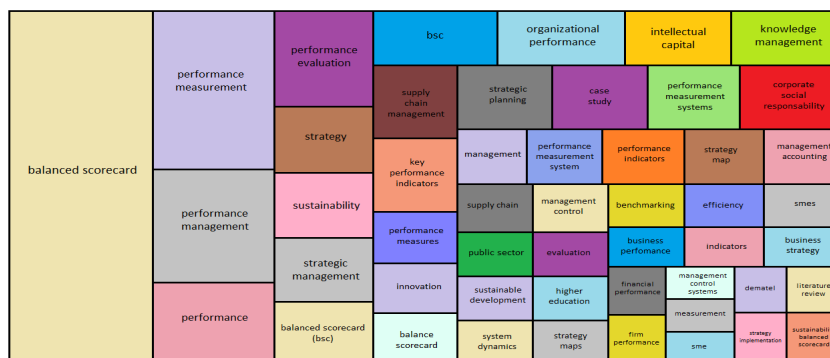 balanced scorecard
performance
measurement
performance
management
performance
performance
evaluation
strategy
sustainability
strategic
management
balanced scorecard
(bsc)
bsc
organizational
performance
intellectual
capital
knowledge
management
supply
chain
management
strategic
planning
case
study
performance
measurement
systems
corporate
social
responsability
key
performance
indicators
management
performance
measurement
system
performance
indicators
strategy
map
management
accounting
performance
measures
supply chain
management
control
benchmarking
efficiency
smes
public sector
evaluation
business
perfomance
indicators
business
strategy
innovation
sustainable
development
higher
education
financial
performance
management
control systems
dematel
literature
review
measurement
balance
scorecard
system
dynamics
strategy
maps
firm
performance
sme
strategy
implementation
sustainabili
balanced
scorecard